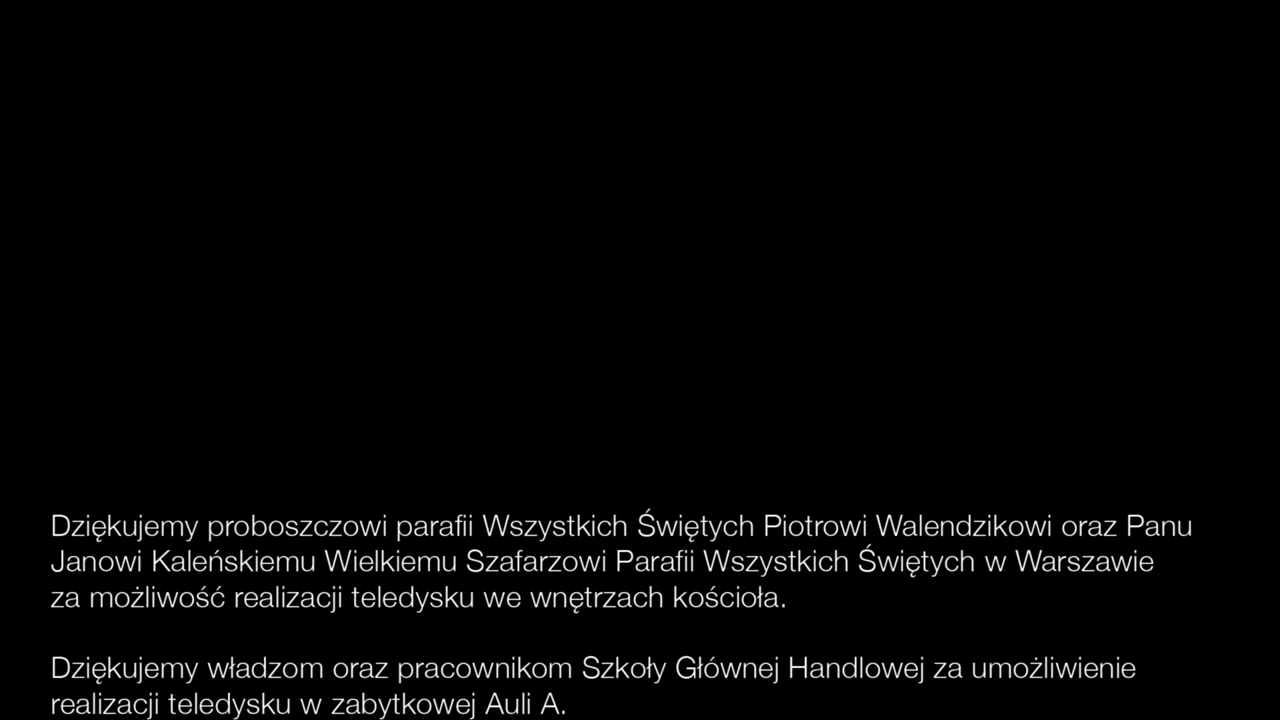 Dziękujemy proboszczowi parafii Wszystkich Świętych Piotrowi Walendzikowi oraz Panu
Janowi Kaleńskiemu Wielkiemu Szafarzowi Parafii Wszystkich Świętych w Warszawie
za możliwość realizacji teledysku we wnętrzach kościoła.
Dziękujemy władzom oraz pracownikom Szkoły Głównej Handlowej za umożliwienie
realizacji teledysku w zabytkowej Auli A.